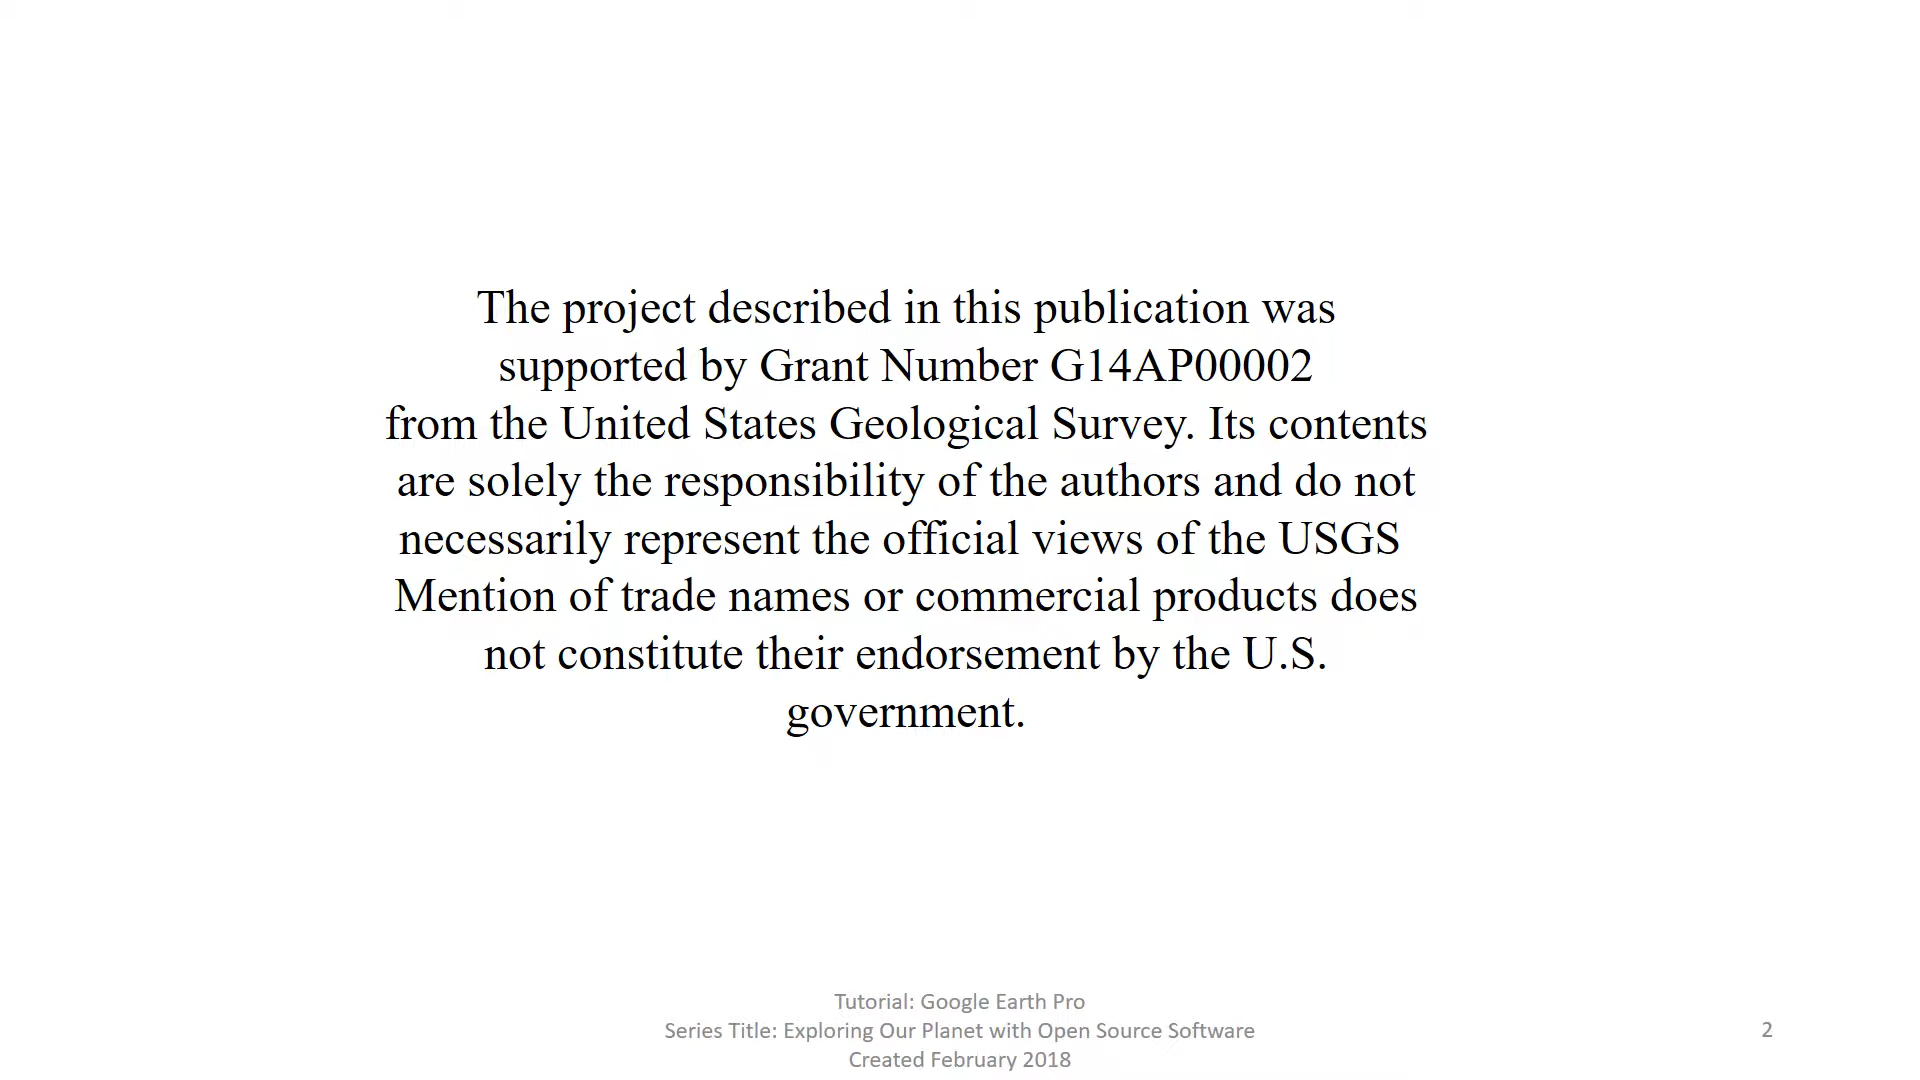 The project described in this publication was
supported by Grant Number G14AP00002
from the United States Geological Survey. Its contents
are solely the responsibility of the authors and do not
necessarily represent the official views of the USGS
Mention of trade names or commercial products does
not constitute their endorsement by the U.S.
government.
Tutorial: Google Earth Pro
Series Title: Exploring Our Planet with Open Source Software
2
Created February 2018